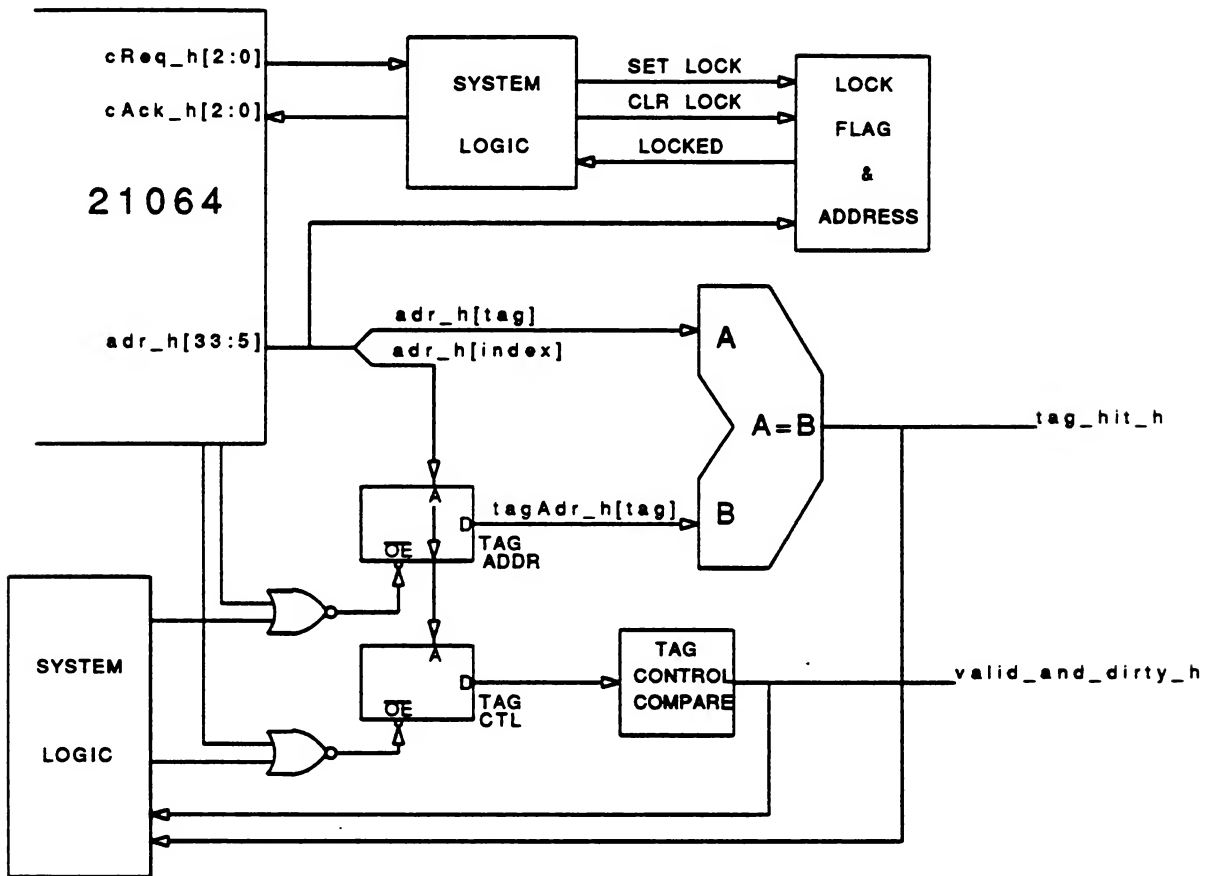 cReq_h[2:0]
cAck_h[2:0]
21064
adr_h[33:5]
SYSTEM
LOGIC
SET LOCK
CLR LOCK
LOCKED
LOCK
FLAG
&
ADDRESS
adr_h[tag]
adr_h[index]
A
A=B
B
tag_hit_h
A
D
OE
TAG
ADDR
tagAdr_h[tag]
A
D
OE
TAG
CTL
TAG
CONTROL
COMPARE
valid_and_dirty_h
SYSTEM
LOGIC